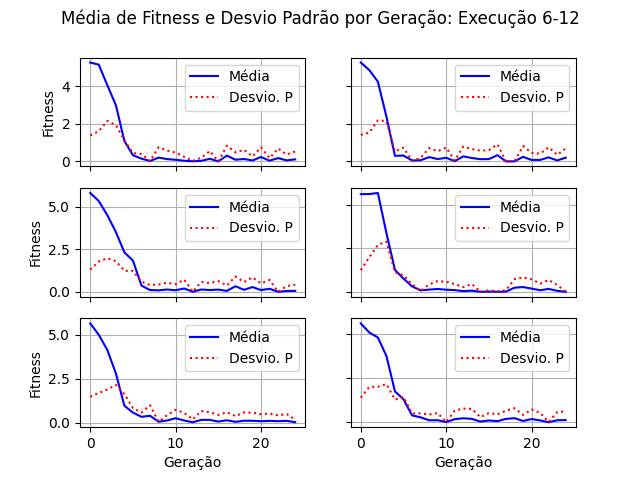 Média de Fitness e Desvio Padrão por Geração: Execução 6-12
Fitness
4
2
0
Média
Desvio. P
Média
Desvio. P
Fitness
5.0
2.5
0.0
Média
Desvio. P
Média
Desvio. P
Fitness
5.0
2.5
0.0
Média
Desvio. P
Média
Desvio. P
0 10 20
0 10 20
Geração
Geração